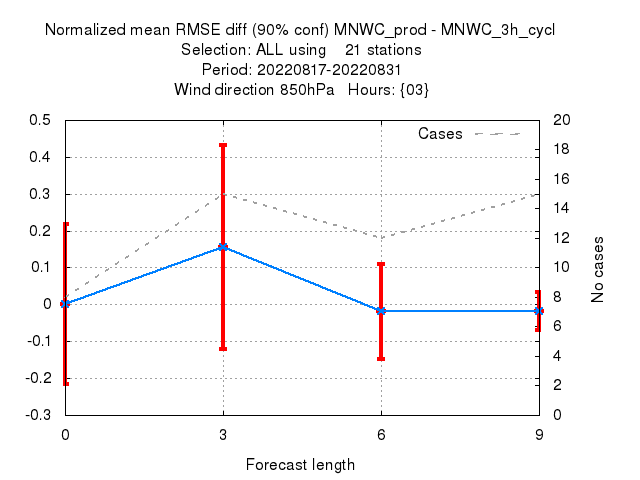 Normalized mean RMSE diff (90% conf) MNWC_prod - MNWC_3h_cycl
Selection: ALL using    21 stations
Period: 20220817-20220831
Wind direction 850hPa   Hours: {03}
Cases
0.5
0.4
0.3
0.2
0.1
0
-0.1
-0.2
-0.3
20
18
16
14
12
10
8
6
4
2
0
No cases
0 3 6 9
Forecast length